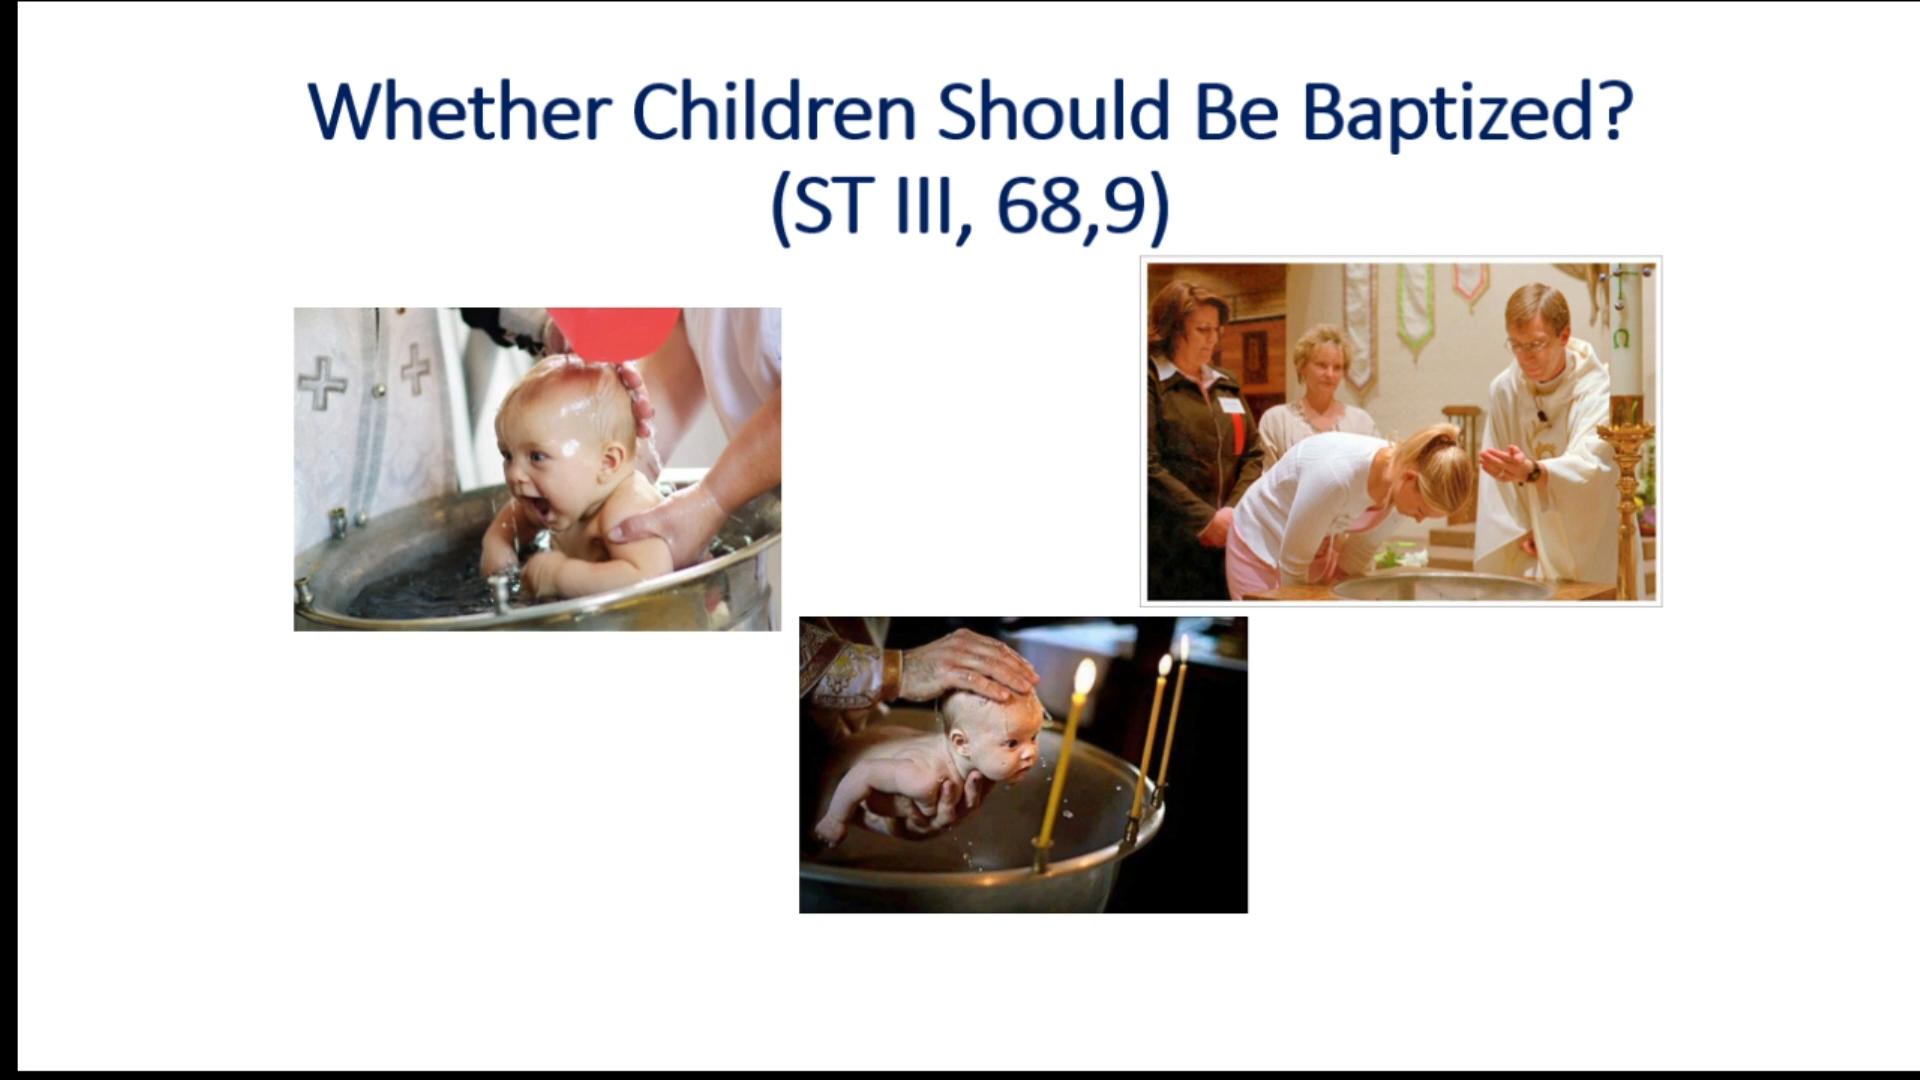 Whether Children Should Be Baptized?
(ST III, 68,9)